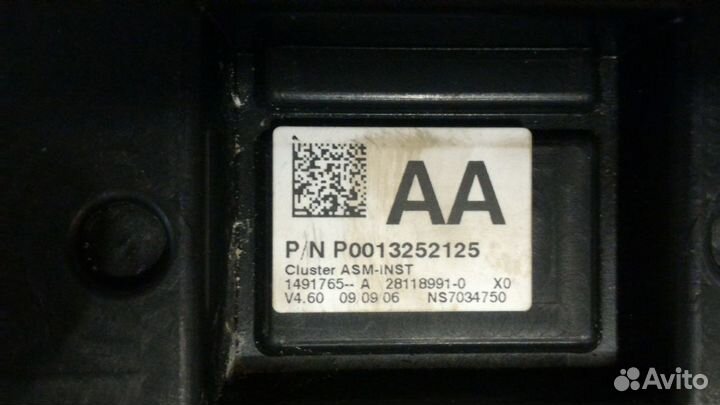 AA
P/N P0013252125
Cluster ASM-INST
1491765-- A 28118991-0 X0
V4.60 09 09 06 NS7034750
Avito